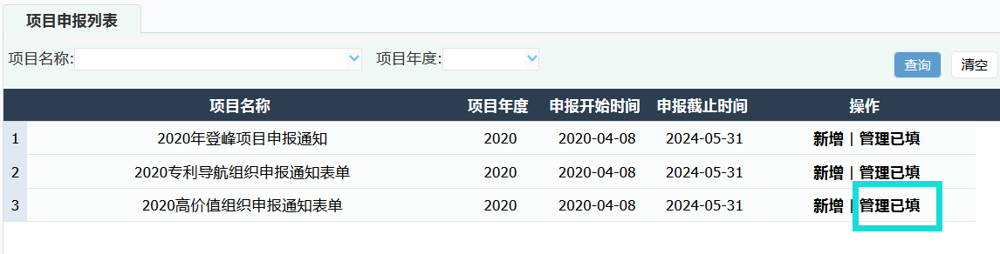 项目申报列表
项目名称: 项目年度: 查询 清空
项目名称 项目年度 申报开始时间 申报截止时间 操作
1 2020年登峰项目申报通知 2020 2020-04-08 2024-05-31 新增 | 管理已填
2 2020专利导航组织申报通知表单 2020 2020-04-08 2024-05-31 新增 | 管理已填
3 2020高价值组织申报通知表单 2020 2020-04-08 2024-05-31 新增 | 管理已填